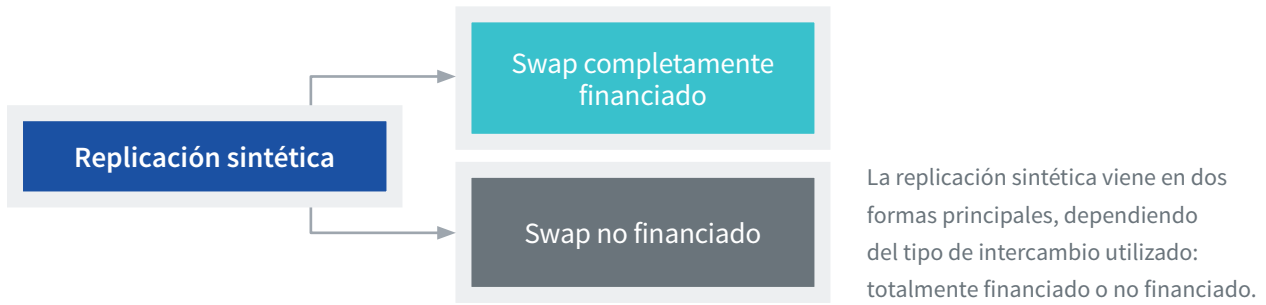 Replicación sintética
Swap completamente
financiado
Swap no financiado
La replicación sintética viene en dos
formas principales, dependiendo
del tipo de intercambio utilizado:
totalmente financiado o no financiado.